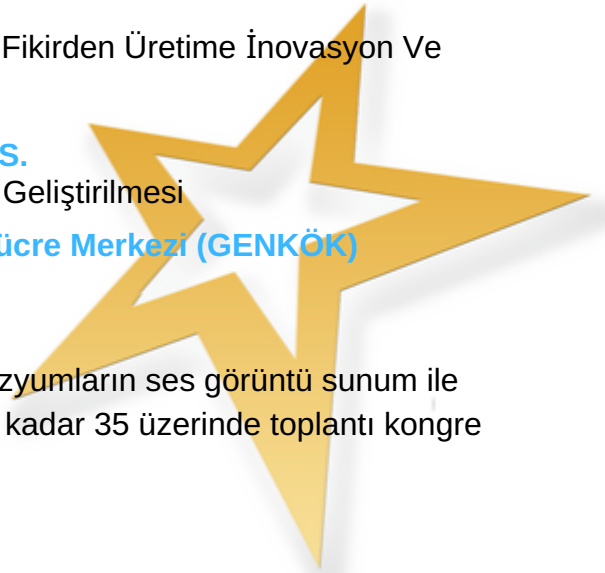 Fikirden Üretime İnovasyon Ve
S.
Geliştirilmesi
ücre Merkezi (GENKÖK)
zyumların ses görüntü sunum ile
kadar 35 üzerinde toplantı kongre